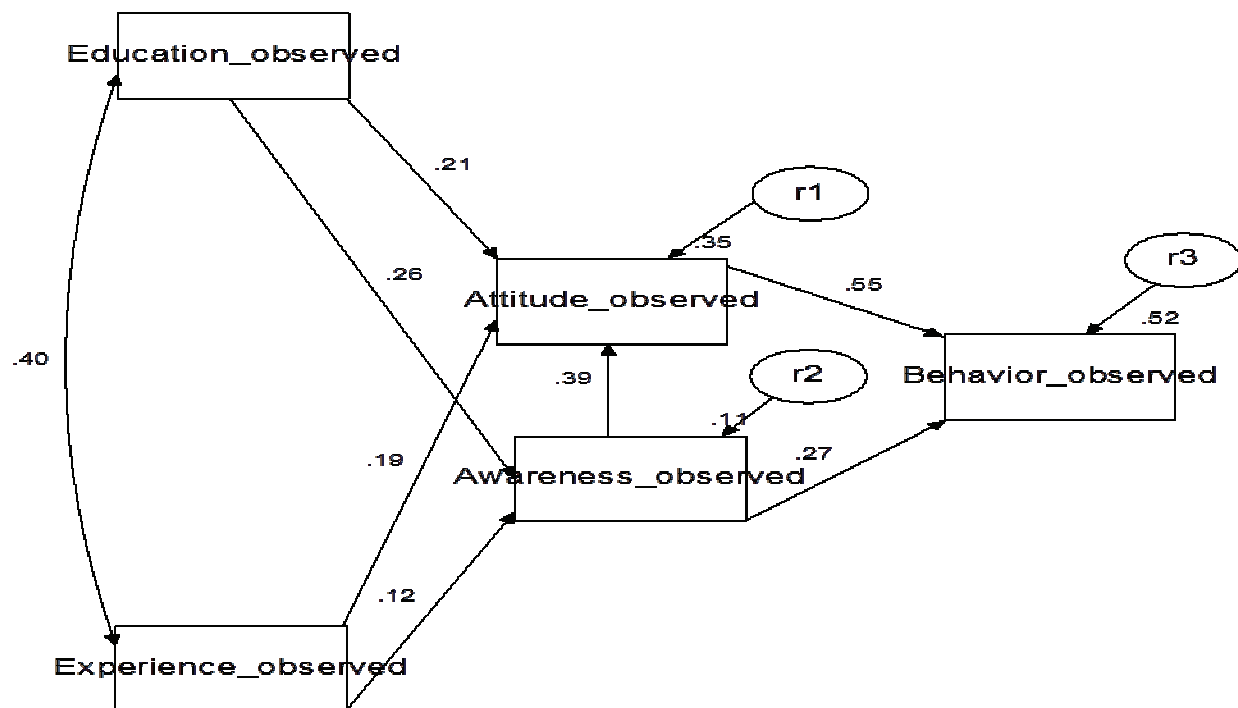 Education_observed
.21
r1
.35
r3
.26
Attitude_observed
.55
.52
.40
.39
r2
Behavior_observed
.11
.19
.27
Awareness_observed
.12
Experience_observed